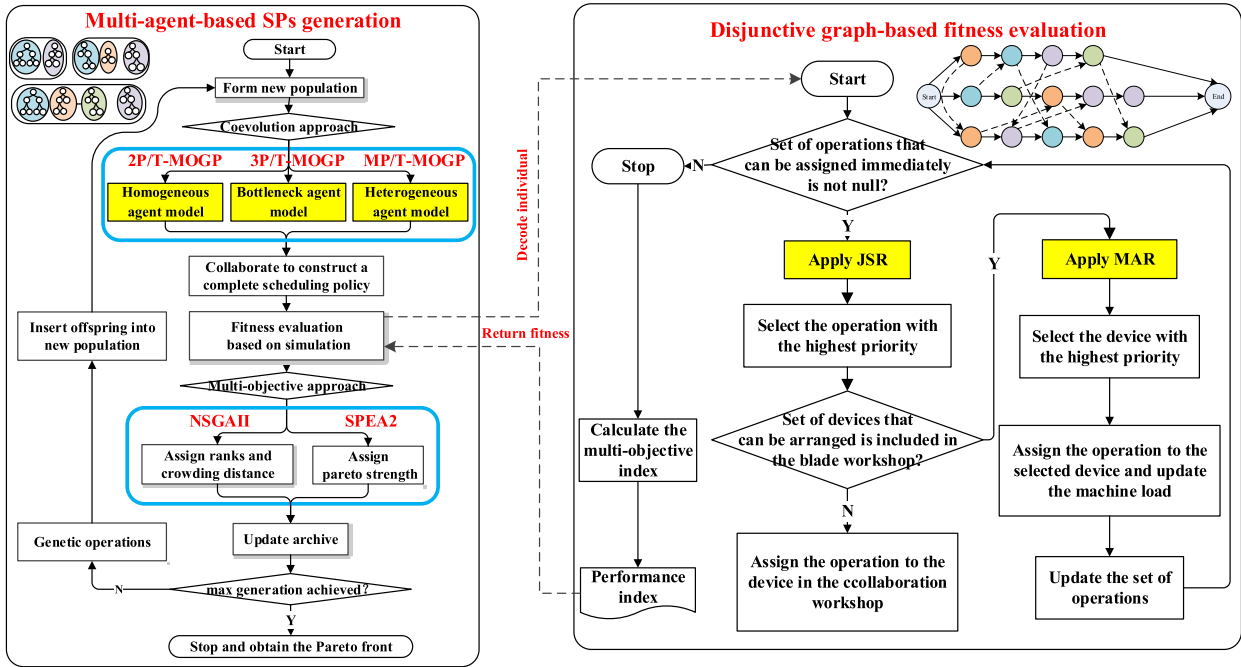 Multi-agent-based SPs generation
Start
Form new population
Coevolution approach
2P/T-MOGP
3P/T-MOGP
MP/T-MOGP
Homogeneous
agent model
Bottleneck agent
model
Heterogeneous
agent model
Collaborate to construct a
complete scheduling policy
Insert offspring into
new population
Fitness evaluation
based on simulation
Multi-objective approach
NSGAII
SPEA2
Assign ranks and
crowding distance
Assign
pareto strength
Genetic operations
Update archive
N
max generation achieved?
Y
Stop and obtain the Pareto front
Decode individual
Return fitness
Disjunctive graph-based fitness evaluation
Start
Start
End
Stop
N
Set of operations that
can be assigned immediately
is not null?
Y
Y
Apply JSR
Apply MAR
Select the operation with
the highest priority
Select the device with
the highest priority
Set of devices that
can be arranged is included in
the blade workshop?
Calculate the
multi-objective
index
Assign the operation to the
selected device and update
the machine load
N
Performance
index
Assign the operation to the
device in the ccollaboration
workshop
Update the set of
operations